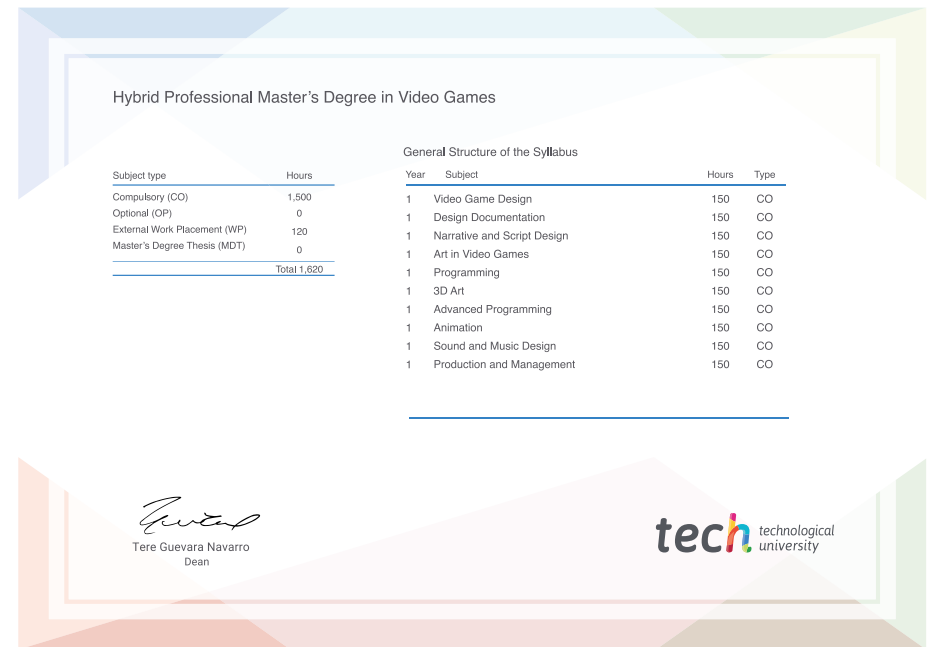 Hybrid Professional Master’s Degree in Video Games
Subject type Hours
Compulsory (CO) 1,500
Optional (OP) 0
External Work Placement (WP) 120
Master’s Degree Thesis (MDT) 0
Total 1,620
General Structure of the Syllabus
Year Subject Hours Type
1 Video Game Design 150 CO
1 Design Documentation 150 CO
1 Narrative and Script Design 150 CO
1 Art in Video Games 150 CO
1 Programming 150 CO
1 3D Art 150 CO
1 Advanced Programming 150 CO
1 Animation 150 CO
1 Sound and Music Design 150 CO
1 Production and Management 150 CO
Tere Guevara Navarro
Dean
tech technological
university